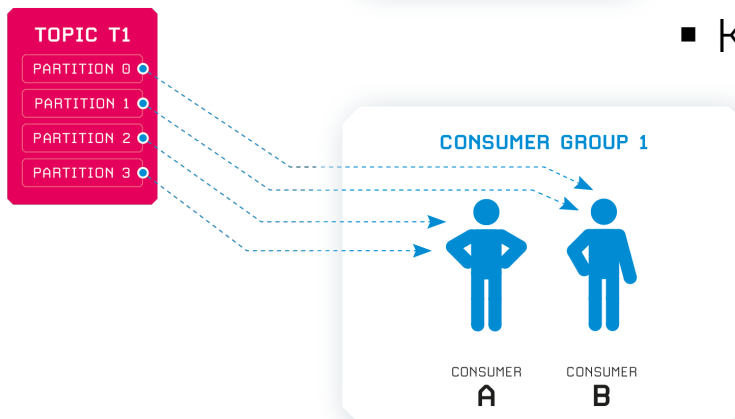 TOPIC T1
PARTITION 0
PARTITION 1
PARTITION 2
PARTITION 3
CONSUMER GROUP 1
CONSUMER
A
CONSUMER
B